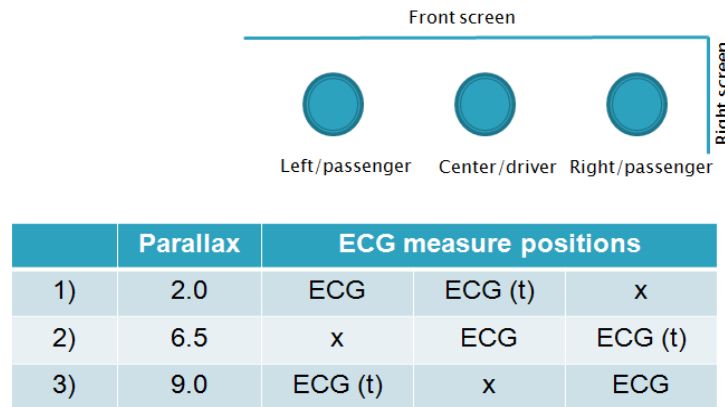 Front screen
Right screen
Left/passenger Center/driver Right/passenger
Parallax ECG measure positions
1) 2.0 ECG ECG (t) x
2) 6.5 x ECG ECG (t)
3) 9.0 ECG (t) x ECG